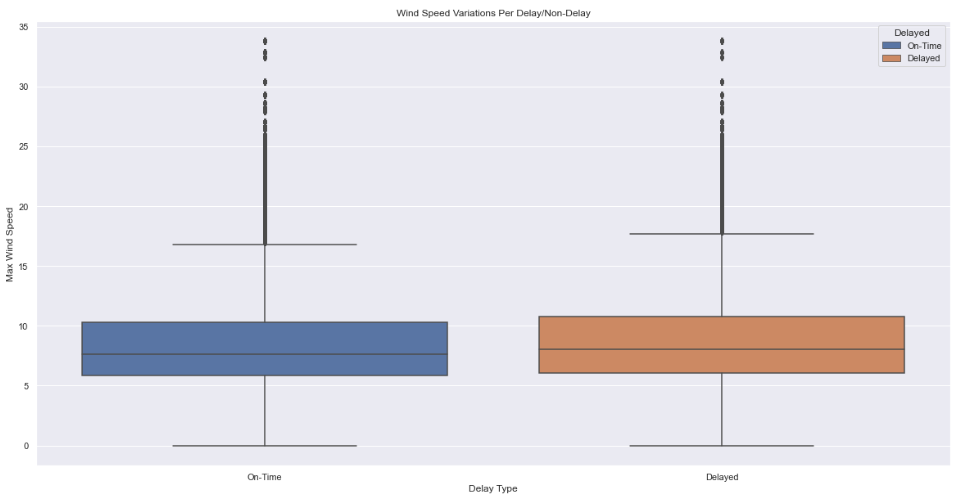 Wind Speed Variations Per Delay/Non-Delay
Delayed
On-Time
Delayed
35
30
25
20
15
10
5
0
Max Wind Speed
On-Time
Delayed
Delay Type